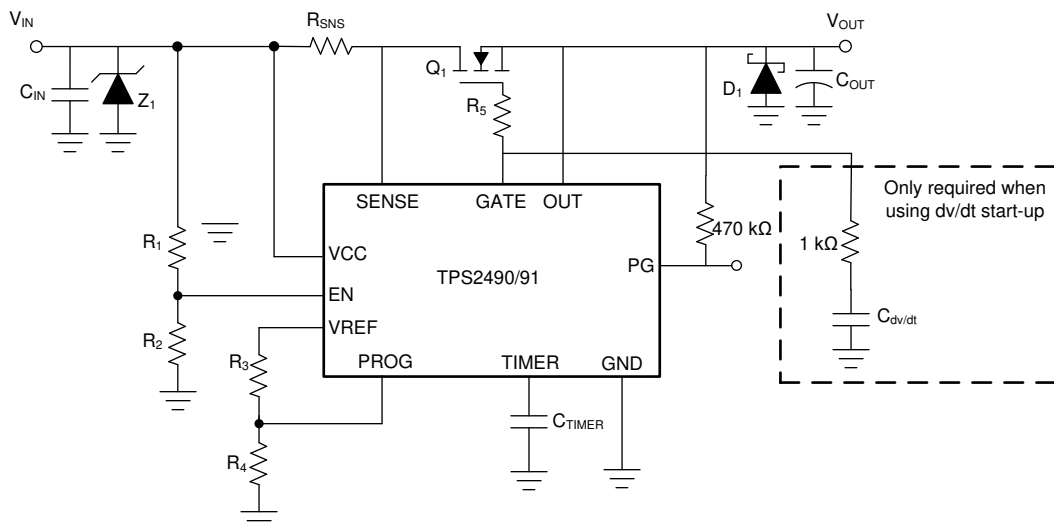 VIN
RSNS
VOUT
CIN
Z1
Q1
R5
D1
COUT
SENSE
GATE
OUT
Only required when
using dv/dt start-up
R1
470 kΩ
1 kΩ
VCC
TPS2490/91
PG
EN
Cdv/dt
R2
VREF
R3
PROG
TIMER
GND
CTIMER
R4